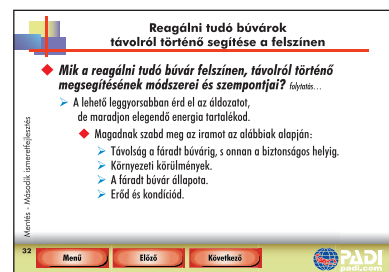 Reagálni tudó búvárok
távolról történő segítése a felszínen
Mik a reagálni tudó búvár felszínen, távolról történő
megsegítésének módszerei és szempontjai? folytatás…
A lehető leggyorsabban érd el az áldozatot,
de maradjon elegendő energia tartalékod.
Magadnak szabd meg az iramot az alábbiak alapján:
Távolság a fáradt búvárig, s onnan a biztonságos helyig.
Környezeti körülmények.
A fáradt búvár állapota.
Erőd és kondíciód.
Mentés - Második ismeretfejlesztés
32
Menü
Előző
Következő
PADI
padi.com